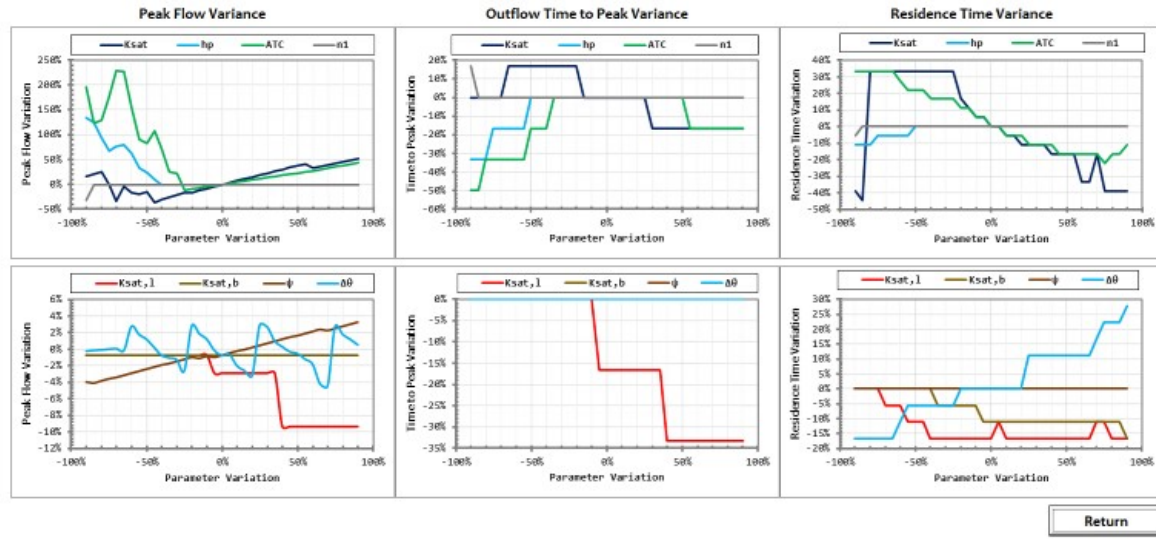 Peak Flow Variance
Outflow Time to Peak Variance
Residence Time Variance
Ksat hp ATC n1
250%
200%
150%
100%
50%
0%
-50%
-100% -50% 0% 50% 100%
Peak Flow Variation
Parameter Variation
Ksat hp ATC n1
20%
10%
0%
-10%
-20%
-30%
-40%
-50%
-60%
-100% -50% 0% 50% 100%
Time to Peak Variation
Parameter Variation
Ksat hp ATC n1
40%
30%
20%
10%
0%
-10%
-20%
-30%
-40%
-50%
-100% -50% 0% 50% 100%
Residence Time Variation
Parameter Variation
Ksat,l Ksat,b ψ Δθ
6%
4%
2%
0%
-2%
-4%
-6%
-8%
-10%
-12%
-100% -50% 0% 50% 100%
Peak Flow Variation
Parameter Variation
Ksat,l Ksat,b ψ Δθ
0%
-5%
-10%
-15%
-20%
-25%
-30%
-35%
-100% -50% 0% 50% 100%
Time to Peak Variation
Parameter Variation
Ksat,l Ksat,b ψ Δθ
30%
25%
20%
15%
10%
5%
0%
-5%
-10%
-15%
-20%
-100% -50% 0% 50% 100%
Residence Time Variation
Parameter Variation
Return